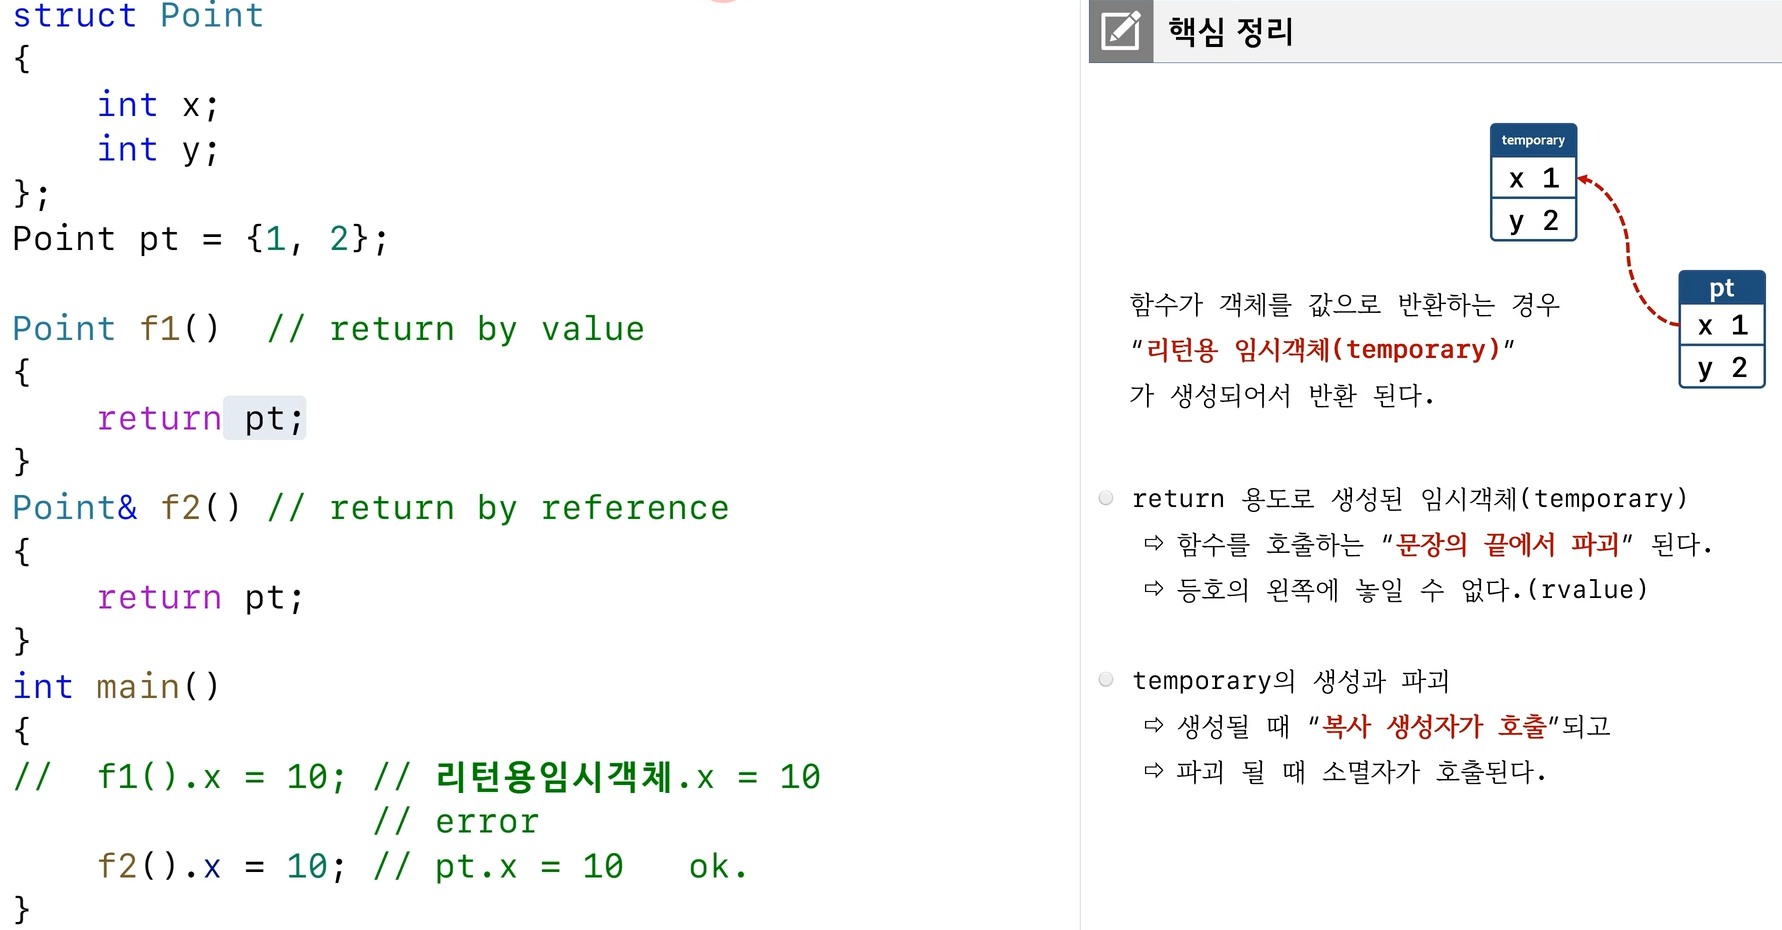 struct Point
{
    int x;
    int y;
};
Point pt = {1, 2};
Point f1()  // return by value
{
    return pt;
}
Point& f2() // return by reference
{
    return pt;
}
int main()
{
//  f1().x = 10; // 리턴용임시객체.x = 10
                 // error
    f2().x = 10; // pt.x = 10   ok.
}
핵심 정리
temporary
x 1
y 2
pt
x 1
y 2
함수가 객체를 값으로 반환하는 경우
"리턴용 임시객체(temporary)"
가 생성되어서 반환 된다.
return 용도로 생성된 임시객체(temporary)
⇨ 함수를 호출하는 "문장의 끝에서 파괴" 된다.
⇨ 등호의 왼쪽에 놓일 수 없다.(rvalue)
temporary의 생성과 파괴
⇨ 생성될 때 "복사 생성자가 호출"되고
⇨ 파괴 될 때 소멸자가 호출된다.